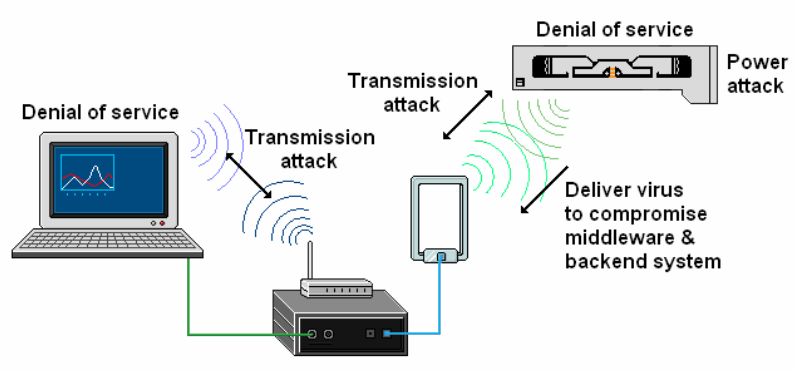 Denial of service
Power
attack
Transmission
attack
Denial of service
Transmission
attack
Deliver virus
to compromise
middleware &
backend system